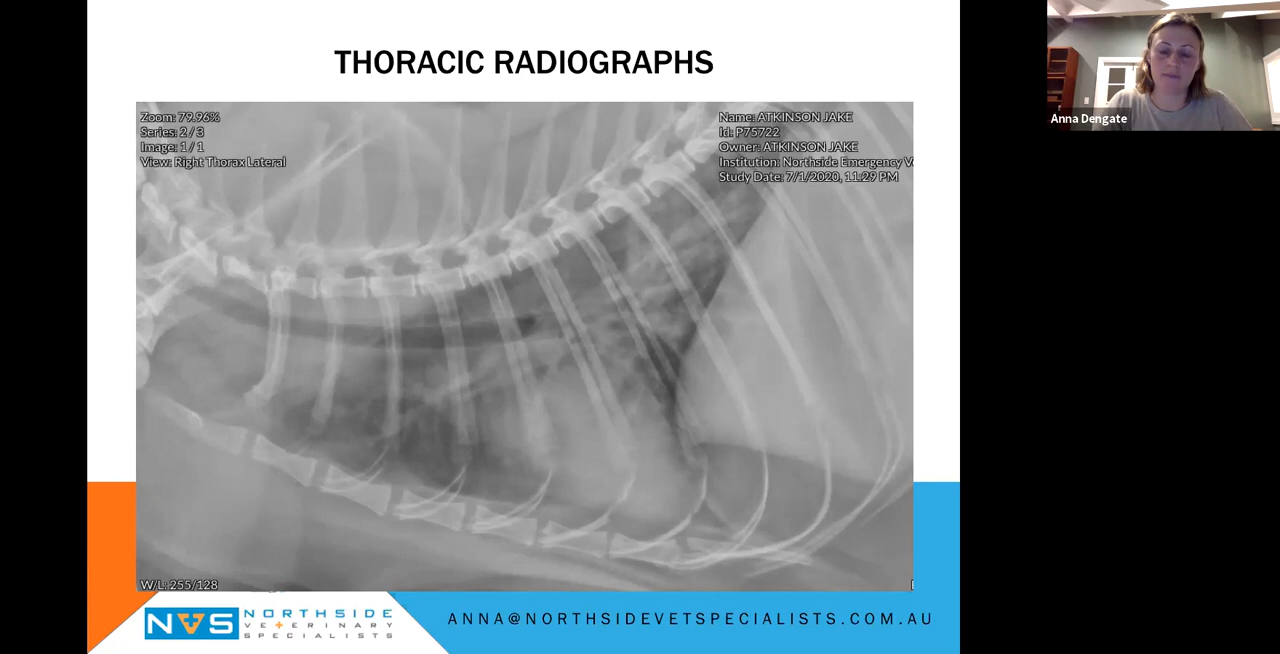 THORACIC RADIOGRAPHS
Zoom: 79.96%
Series: 2 / 3
Image: 1 / 1
View: Right Thorax Lateral
Name: ATKINSON JAKE
Id: P75722
Owner: ATKINSON JAKE
Institution: Northside Emergency
Study Date: 7/1/2020, 11:29 PM
W/L: 255/128
NVS
NORTHSIDE
VETERINARY
SPECIALISTS
ANNA@NORTHSIDEVETSPECIALISTS.COM.AU
Anna Dengate